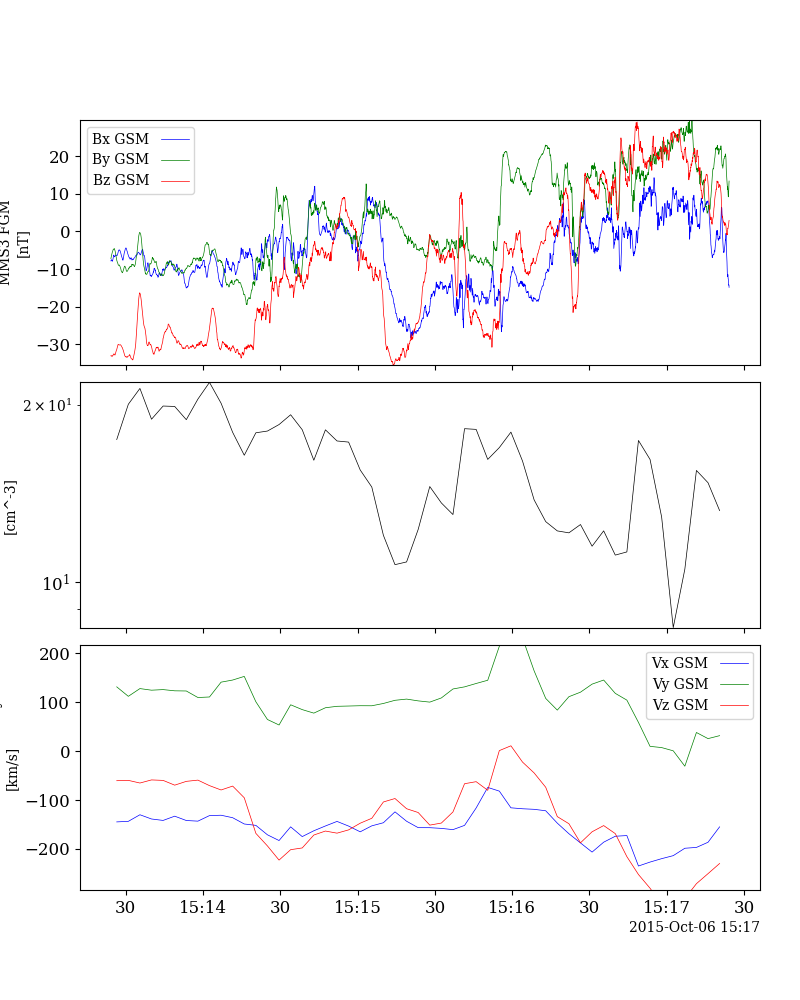 Bx GSM
By GSM
Bz GSM
20
10
0
−10
−20
−30
MMS3 FGM
[nT]
2 × 10¹
10¹
[cm^-3]
Vx GSM
Vy GSM
Vz GSM
200
100
0
−100
−200
[km/s]
30 15:14 30 15:15 30 15:16 30 15:17 30
2015-Oct-06 15:17